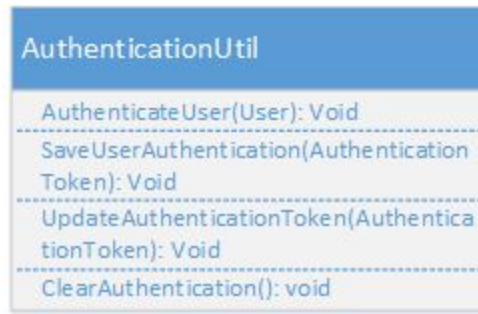 AuthenticationUtil
AuthenticateUser(User): Void
SaveUserAuthentication(Authentication
Token): Void
UpdateAuthenticationToken(Authentica
tionToken): Void
ClearAuthentication(): void